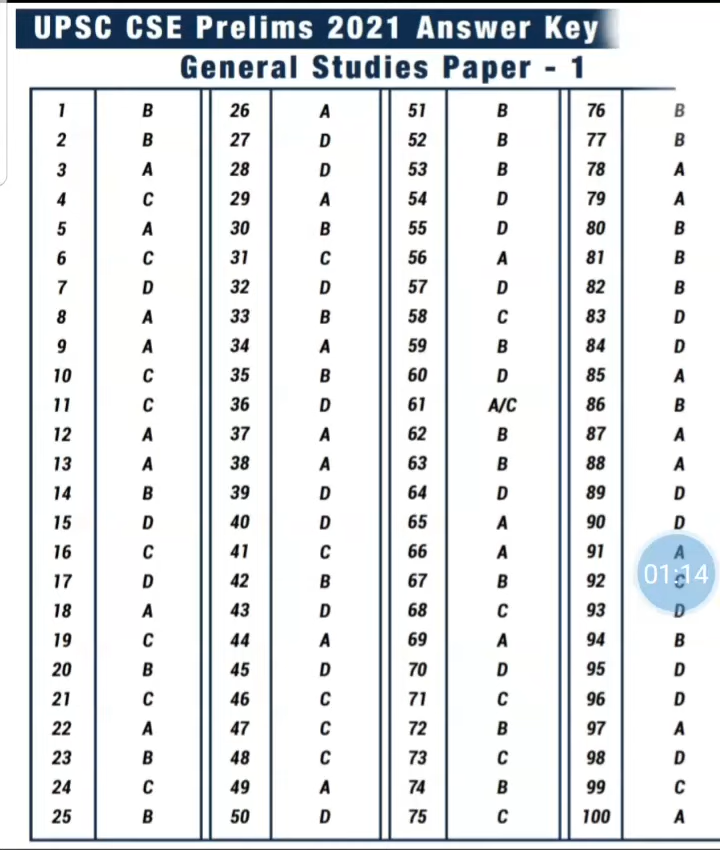 UPSC CSE Prelims 2021 Answer Key
General Studies Paper - 1
1 B 26 A 51 B 76 B
2 B 27 D 52 B 77 B
3 A 28 D 53 B 78 A
4 C 29 A 54 D 79 A
5 A 30 B 55 D 80 B
6 C 31 C 56 A 81 B
7 D 32 D 57 D 82 B
8 A 33 B 58 C 83 D
9 A 34 A 59 B 84 D
10 C 35 B 60 D 85 A
11 C 36 D 61 A/C 86 B
12 A 37 A 62 B 87 A
13 A 38 A 63 B 88 A
14 B 39 D 64 D 89 D
15 D 40 D 65 A 90 D
16 C 41 C 66 A 91 A
17 D 42 B 67 B 92 C
01:14
18 A 43 D 68 C 93 D
19 C 44 A 69 A 94 B
20 B 45 D 70 D 95 D
21 C 46 C 71 C 96 D
22 A 47 C 72 B 97 A
23 B 48 C 73 C 98 D
24 C 49 A 74 B 99 C
25 B 50 D 75 C 100 A